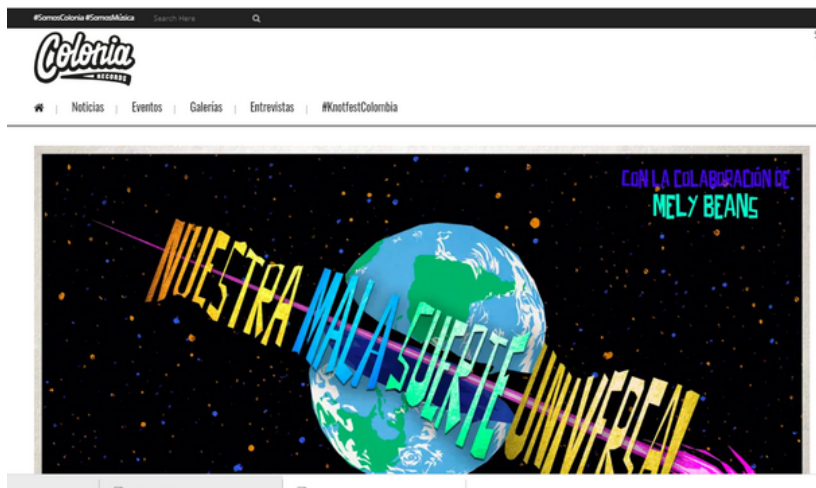 #SomosColonia #SomosMúsica Search Here
Colonia
RECORDS
Noticias Eventos Galerías Entrevistas #KnotfestColombia
CON LA COLABORACIÓN DE
MELY BEANS
NUESTRA MALA SUERTE UNIVERSAL